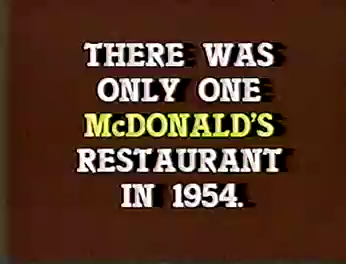 THERE WAS
ONLY ONE
McDONALD'S
RESTAURANT
IN 1954.